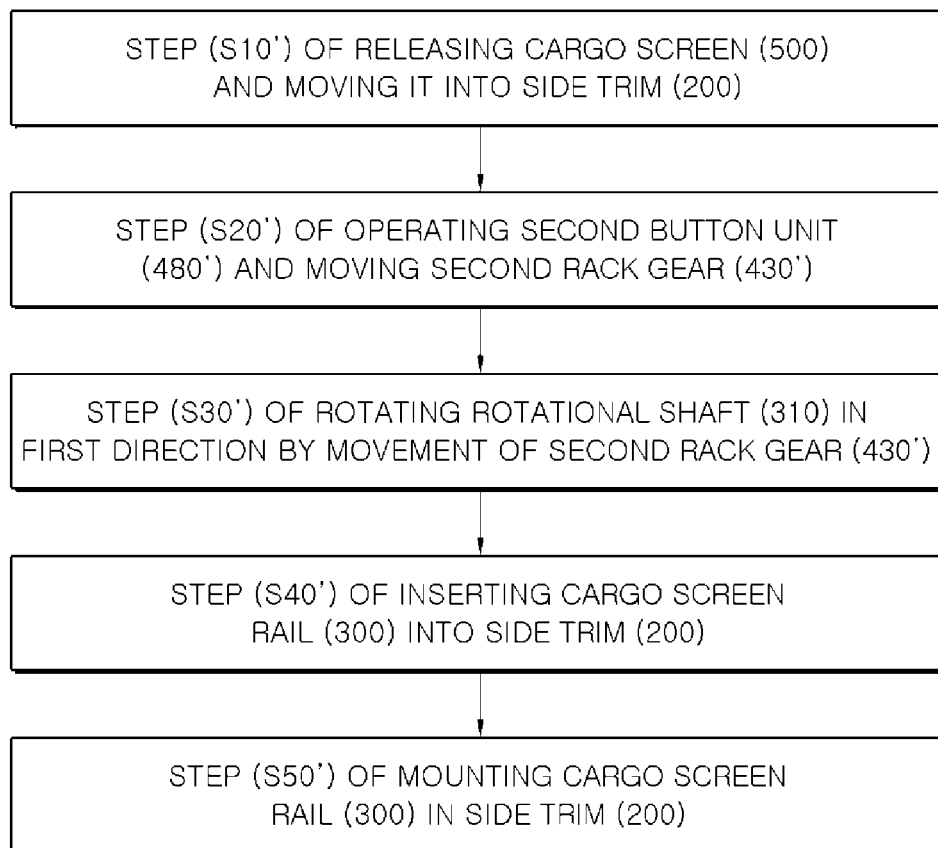 STEP (S10') OF RELEASING CARGO SCREEN (500)
AND MOVING IT INTO SIDE TRIM (200)
STEP (S20') OF OPERATING SECOND BUTTON UNIT
(480') AND MOVING SECOND RACK GEAR (430')
STEP (S30') OF ROTATING ROTATIONAL SHAFT (310) IN
FIRST DIRECTION BY MOVEMENT OF SECOND RACK GEAR (430')
STEP (S40') OF INSERTING CARGO SCREEN
RAIL (300) INTO SIDE TRIM (200)
STEP (S50') OF MOUNTING CARGO SCREEN
RAIL (300) IN SIDE TRIM (200)